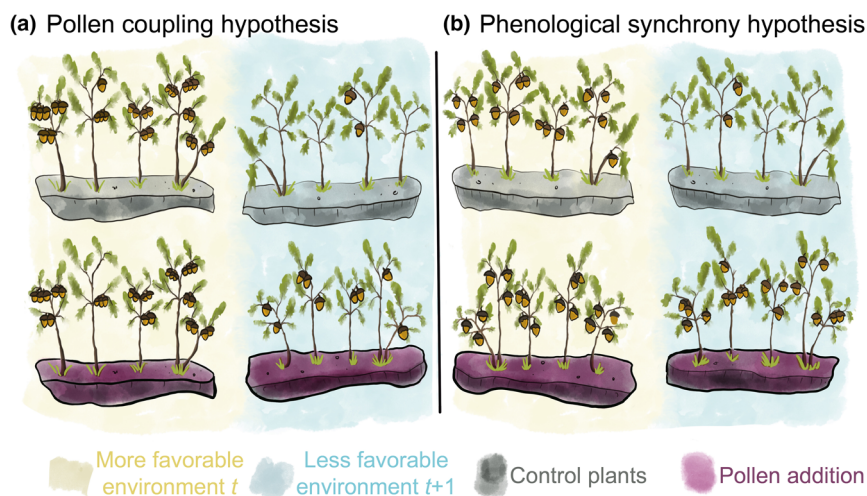 (a) Pollen coupling hypothesis
(b) Phenological synchrony hypothesis
More favorable
environment t
Less favorable
environment t+1
Control plants
Pollen addition